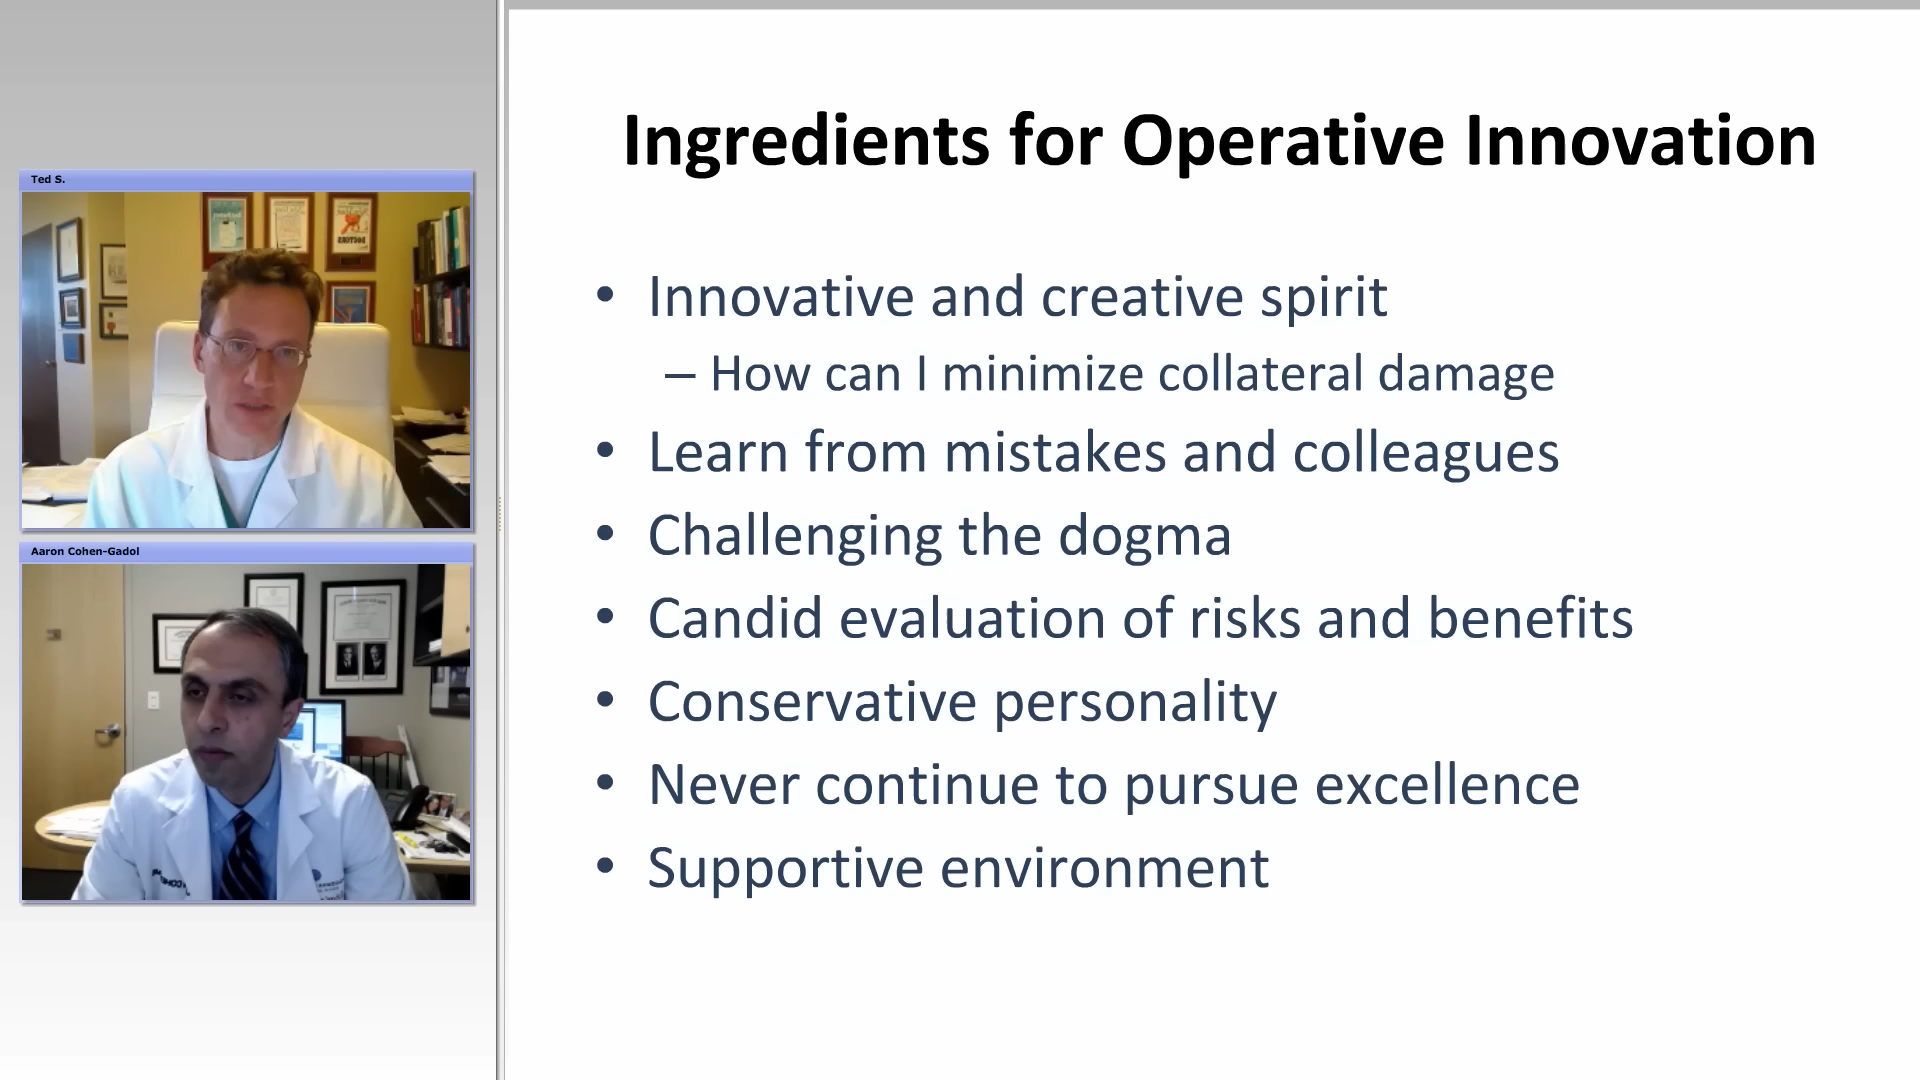 Ted S.
Aaron Cohen-Gadol
Ingredients for Operative Innovation
• Innovative and creative spirit
– How can I minimize collateral damage
• Learn from mistakes and colleagues
• Challenging the dogma
• Candid evaluation of risks and benefits
• Conservative personality
• Never continue to pursue excellence
• Supportive environment